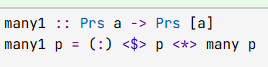 many1 :: Prs a -> Prs [a]
many1 p = (:) <$> p <*> many p